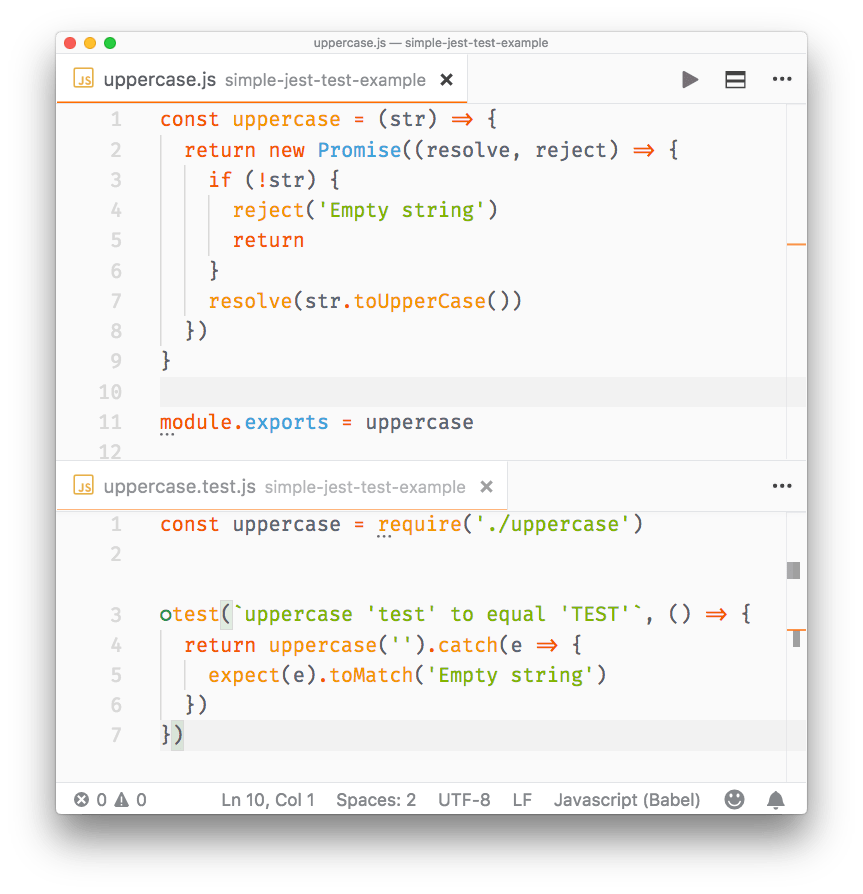 uppercase.js — simple-jest-test-example
JS uppercase.js simple-jest-test-example
1 const uppercase = (str) => {
2 return new Promise((resolve, reject) => {
3 if (!str) {
4 reject('Empty string')
5 return
6 }
7 resolve(str.toUpperCase())
8 })
9 }
10
11 module.exports = uppercase
12
JS uppercase.test.js simple-jest-test-example
1 const uppercase = require('./uppercase')
2
3 test(`uppercase 'test' to equal 'TEST'`, () => {
4 return uppercase('').catch(e => {
5 expect(e).toMatch('Empty string')
6 })
7 })
0 0 Ln 10, Col 1 Spaces: 2 UTF-8 LF Javascript (Babel)